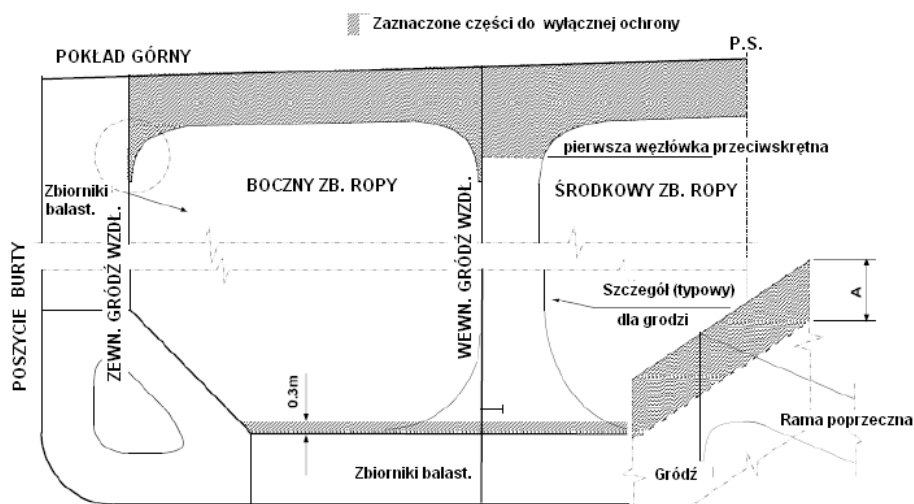 Zaznaczone części do wyłącznej ochrony
P.S.
POKŁAD GÓRNY
pierwsza węzłówka przeciwskrętna
BOCZNY ZB. ROPY
ŚRODKOWY ZB. ROPY
Zbiorniki
balast.
POSZYCIE BURTY
ZEWN. GRÓDŹ WZDŁ.
WEWN. GRÓDŹ WZDŁ.
Szczegół (typowy)
dla grodzi
A
0.3m
Rama poprzeczna
Zbiorniki balast.
Gródź